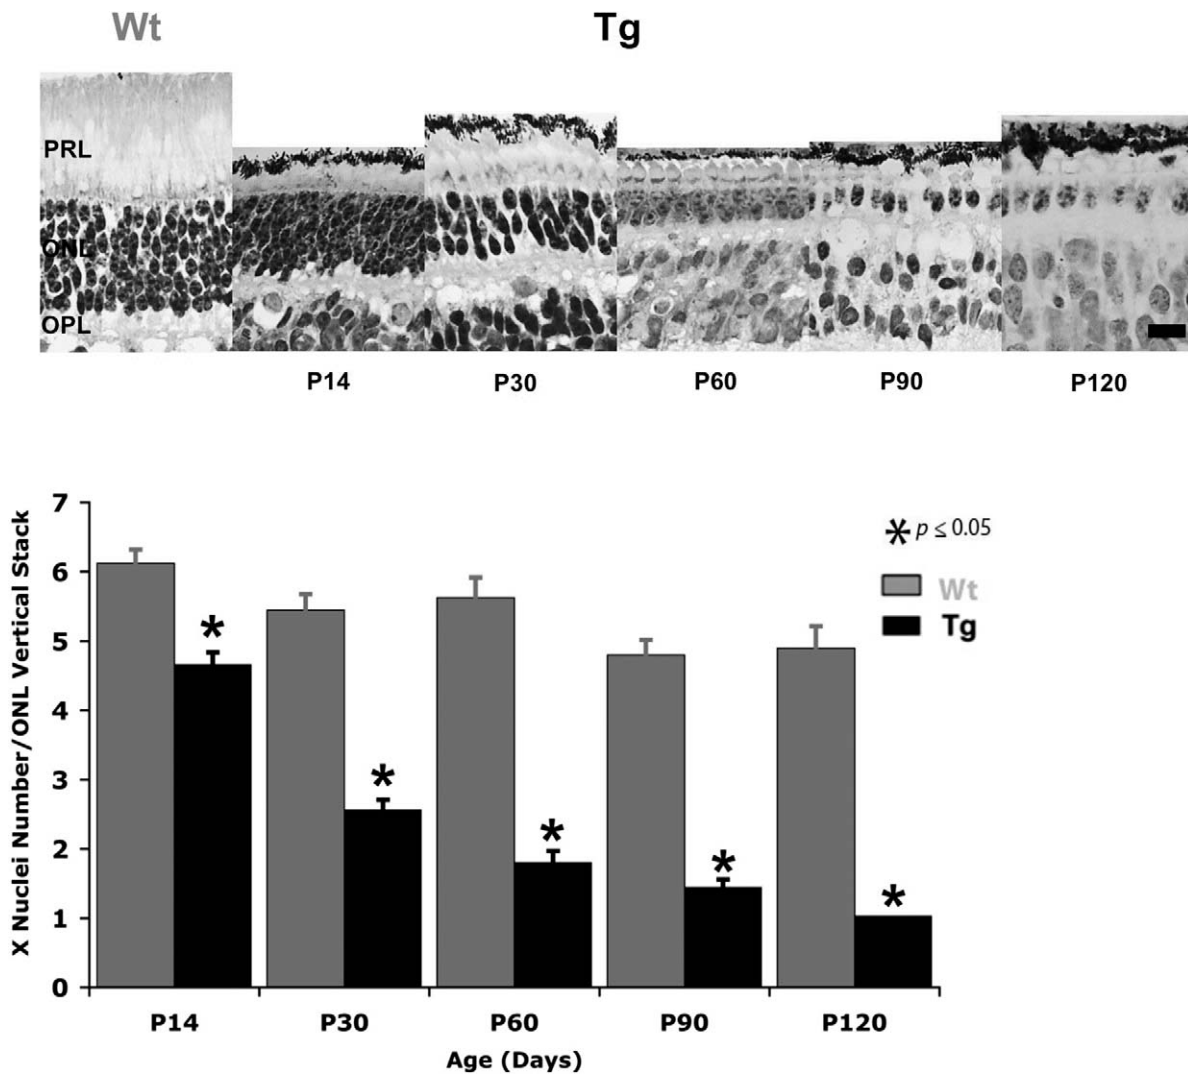 Wt Tg
PRL
ONL
OPL
P14 P30 P60 P90 P120
X Nuclei Number/ONL Vertical Stack
7
6
5
4
3
2
1
0
* p ≤ 0.05
Wt
Tg
*
*
*
*
*
P14 P30 P60 P90 P120
Age (Days)